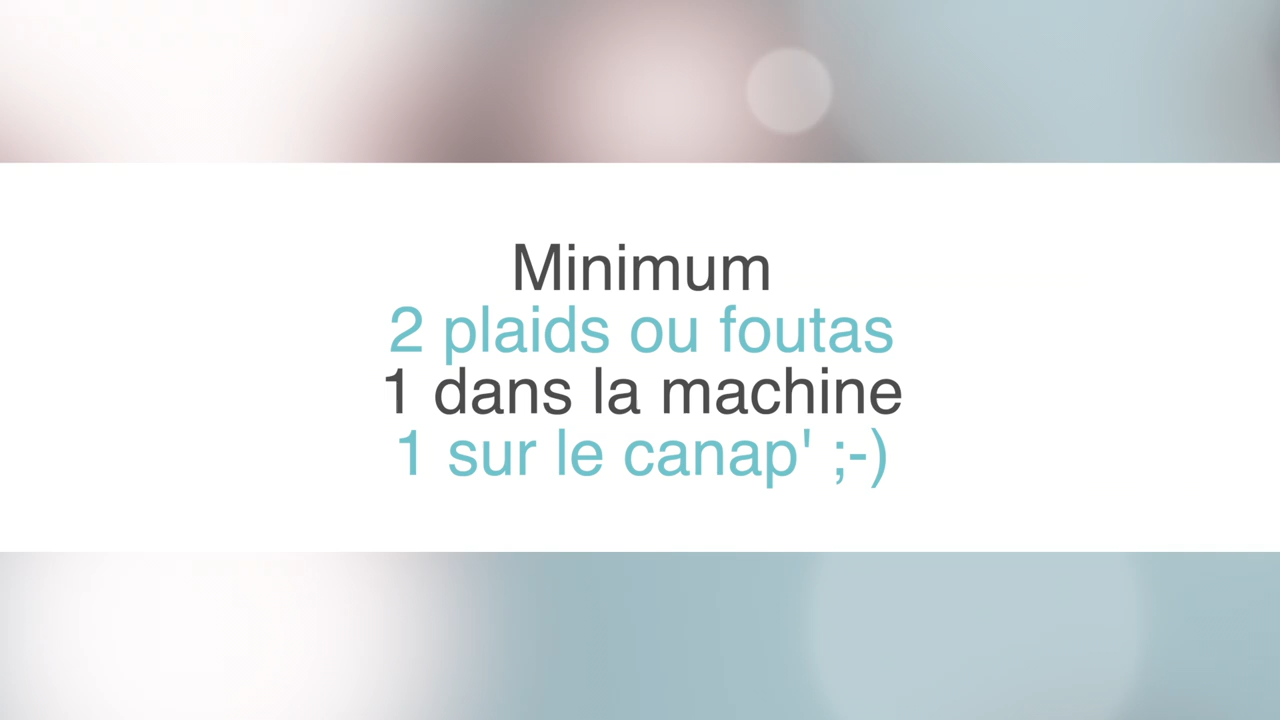 Minimum
2 plaids ou foutas
1 dans la machine
1 sur le canap' ;-)